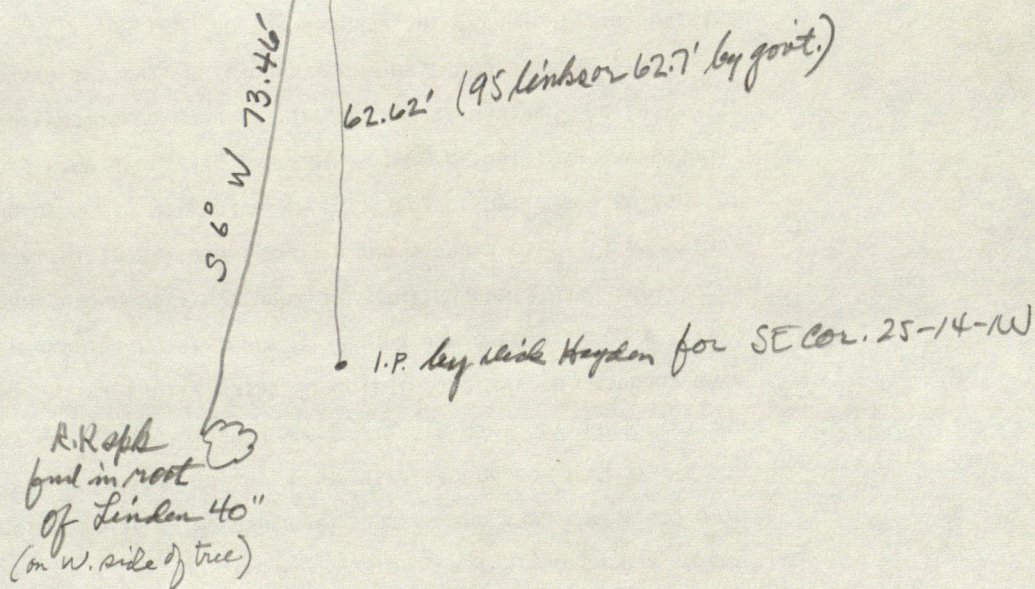 S 6° W 73.46'
62.62' (95 links or 62.7' by govt.)
I.P. by Dick Hayden for SE Cor. 25-14-1W
R.R spk
fnd in root
of Linden 40"
(on W. side of tree)